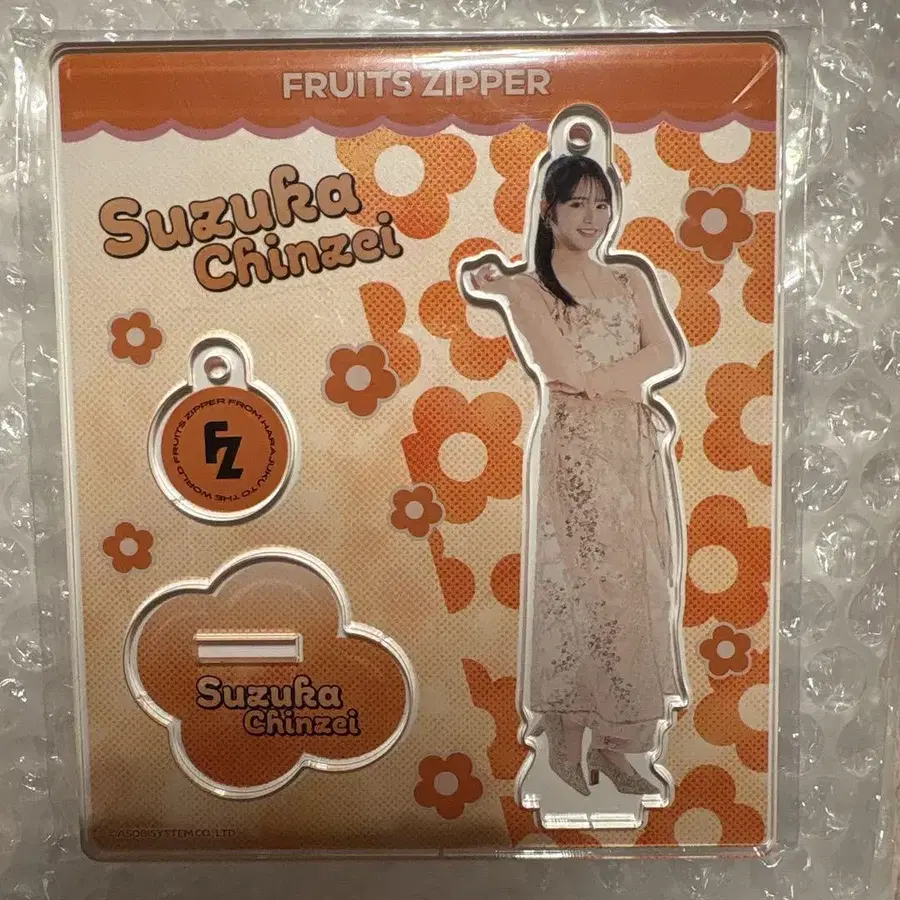 FRUITS ZIPPER
Suzuka
Chinzei
FRUITS ZIPPER FROM HARAJUKU TO THE WORLD
FZ
Suzuka
Chinzei
©ASOBISYSTEM CO., LTD